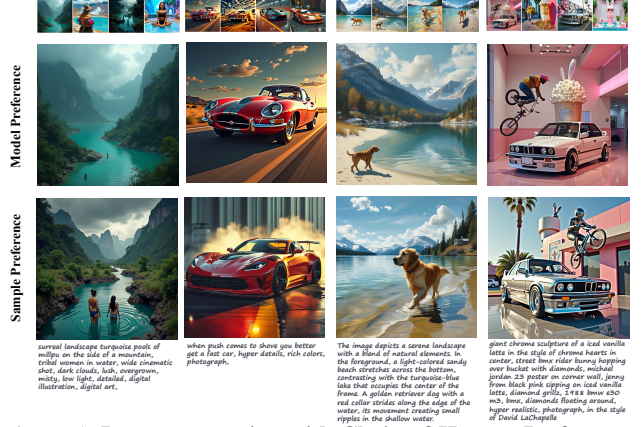 Model Preference
Sample Preference
surreal landscape turquoise pools of
millpu on the side of a mountain,
tribal women in water, wide cinematic
shot, dark clouds, lush, overgrown,
misty, low light, detailed, digital
illustration, digital art,
when push comes to shove you better
get a fast car, hyper details, rich colors,
photograph,
The image depicts a serene landscape
with a blend of natural elements. In
the foreground, a light-colored sandy
beach stretches across the bottom,
contrasting with the turquoise-blue
lake that occupies the center of the
frame. A golden retriever dog with a
red collar strides along the edge of the
water, its movement creating small
ripples in the shallow water.
giant chrome sculpture of a iced vanilla
latte in the style of chrome hearts in
center, street bmx rider bunny hopping
over bucket with diamonds, michael
jordan 23 poster on corner wall, jenny
from black pink sipping on iced vanilla
latte, diamond grillz, 1988 bmw e30
m3, bmx, diamonds floating around,
hyper realistic, photograph, in the style
of David LaChapelle